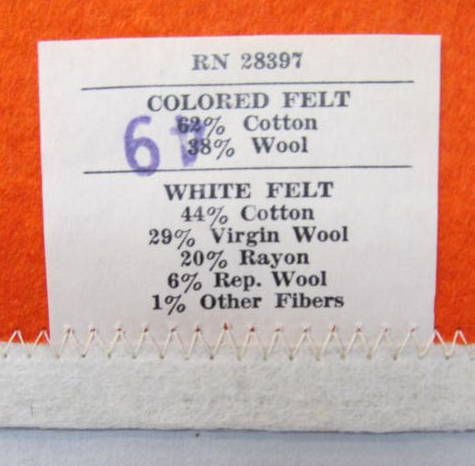 RN 28397
COLORED FELT
62% Cotton
38% Wool
WHITE FELT
44% Cotton
29% Virgin Wool
20% Rayon
6% Rep. Wool
1% Other Fibers